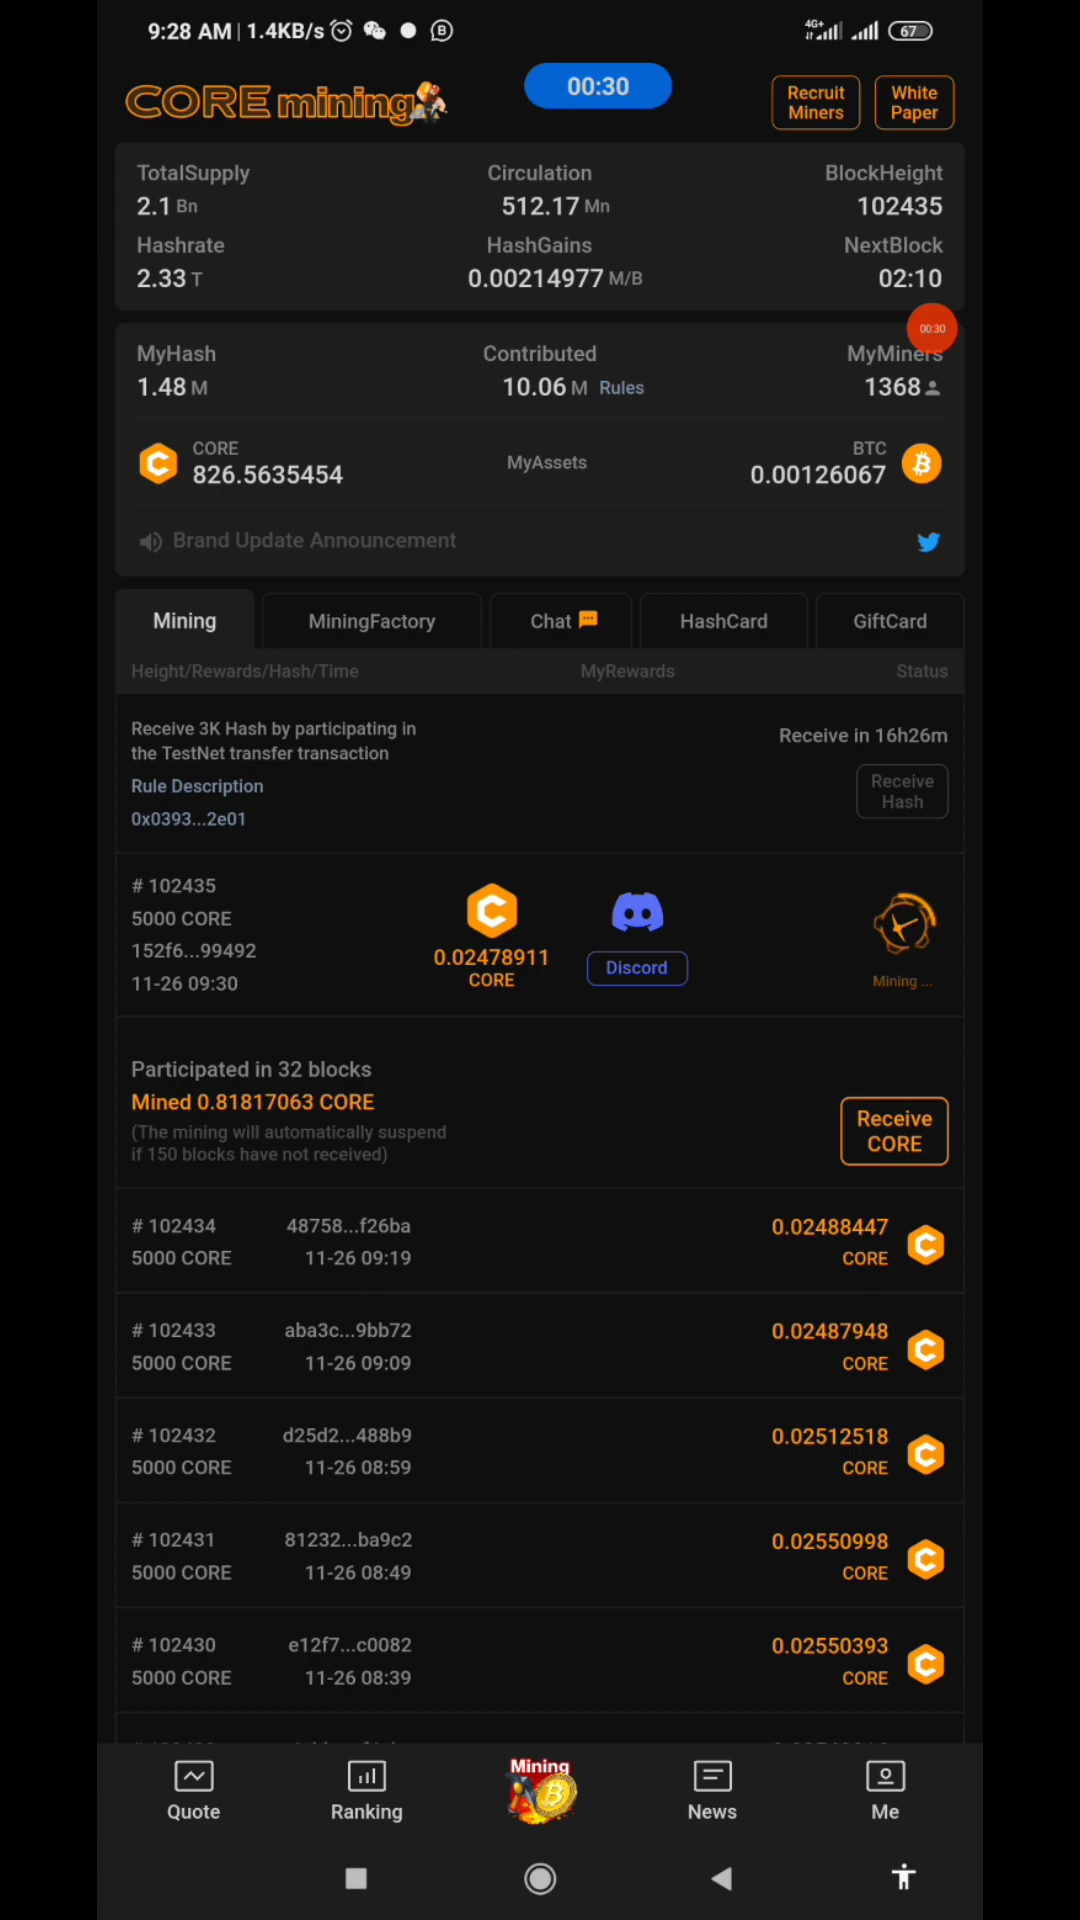 9:28 AM | 1.4KB/s
4G+
67
CORE mining
00:30
Recruit Miners
White Paper
TotalSupply Circulation BlockHeight
2.1 Bn 512.17 Mn 102435
Hashrate HashGains NextBlock
2.33 T 0.00214977 M/B 02:10
00:30
MyHash Contributed MyMiners
1.48 M 10.06 M Rules 1368
CORE
826.5635454
MyAssets
BTC
0.00126067
Brand Update Announcement
Mining MiningFactory Chat HashCard GiftCard
Height/Rewards/Hash/Time MyRewards Status
Receive 3K Hash by participating in
the TestNet transfer transaction
Rule Description
0x0393...2e01
Receive in 16h26m
Receive
Hash
# 102435
5000 CORE
152f6...99492
11-26 09:30
0.02478911
CORE
Discord
Mining ...
Participated in 32 blocks
Mined 0.81817063 CORE
(The mining will automatically suspend
if 150 blocks have not received)
Receive
CORE
# 102434 48758...f26ba 0.02488447
5000 CORE 11-26 09:19 CORE
# 102433 aba3c...9bb72 0.02487948
5000 CORE 11-26 09:09 CORE
# 102432 d25d2...488b9 0.02512518
5000 CORE 11-26 08:59 CORE
# 102431 81232...ba9c2 0.02550998
5000 CORE 11-26 08:49 CORE
# 102430 e12f7...c0082 0.02550393
5000 CORE 11-26 08:39 CORE
Mining
Quote Ranking News Me